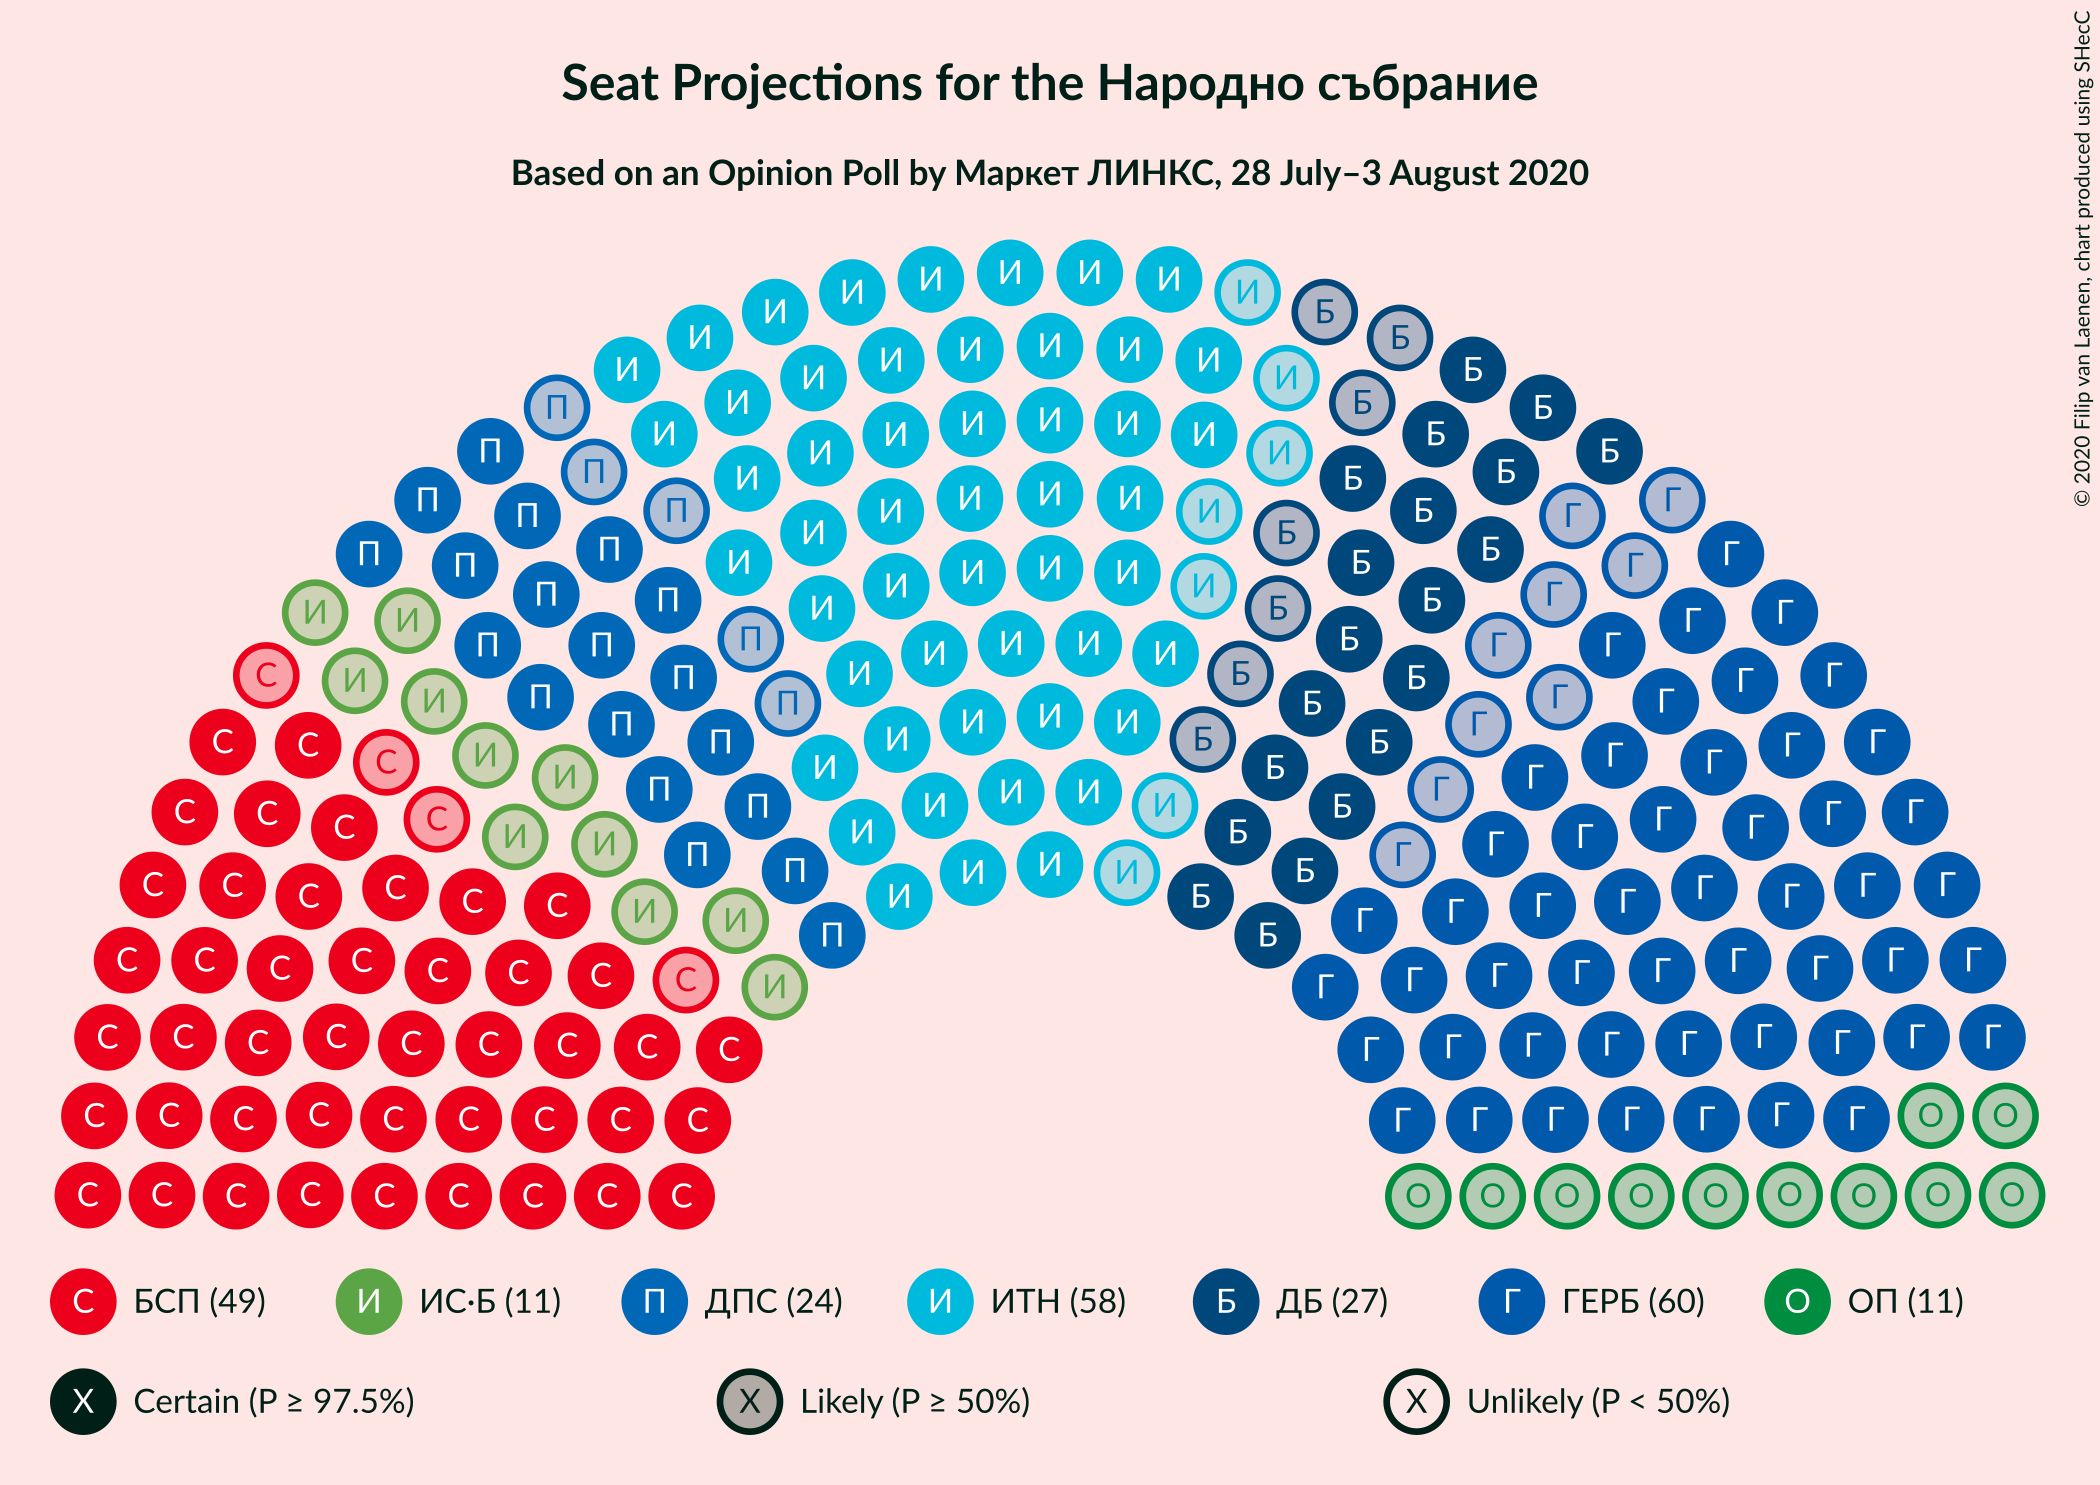 Seat Projections for the Народно събрание
Based on an Opinion Poll by Маркет ЛИНКС, 28 July–3 August 2020
© 2020 Filip van Laenen, chart produced using SHecC
С БСП (49) И ИС·Б (11) П ДПС (24) И ИТН (58) Б ДБ (27) Г ГЕРБ (60) О ОП (11)
X Certain (P ≥ 97.5%) X Likely (P ≥ 50%) X Unlikely (P < 50%)